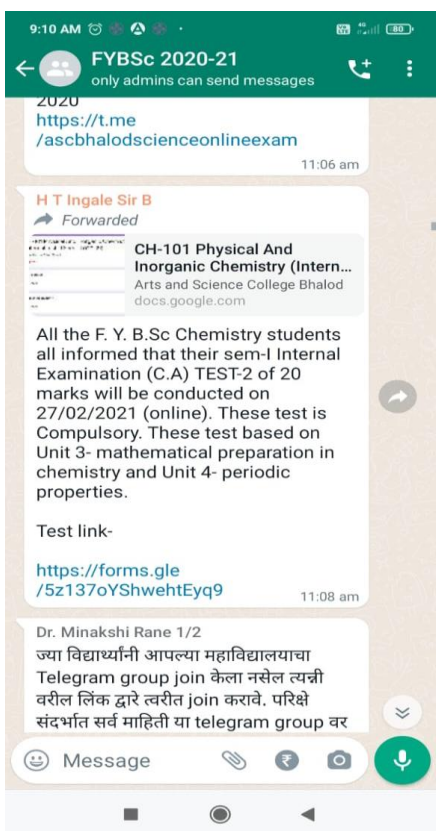 9:10 AM
80
FYBSc 2020-21
only admins can send messages
2020
https://t.me
/ascbhalodscienceonlineexam
11:06 am
H T Ingale Sir B
Forwarded
CH-101 Physical And
Inorganic Chemistry (Intern...
Arts and Science College Bhalod
docs.google.com
All the F. Y. B.Sc Chemistry students
all informed that their sem-I Internal
Examination (C.A) TEST-2 of 20
marks will be conducted on
27/02/2021 (online). These test is
Compulsory. These test based on
Unit 3- mathematical preparation in
chemistry and Unit 4- periodic
properties.
Test link-
https://forms.gle
/5z137oYShwehtEyq9
11:08 am
Dr. Minakshi Rane 1/2
ज्या विद्यार्थ्यांनी आपल्या महाविद्यालयाचा
Telegram group join केला नसेल त्यन्नी
वरील लिंक द्वारे त्वरीत join करावे. परिक्षे
संदर्भात सर्व माहिती या telegram group वर
Message